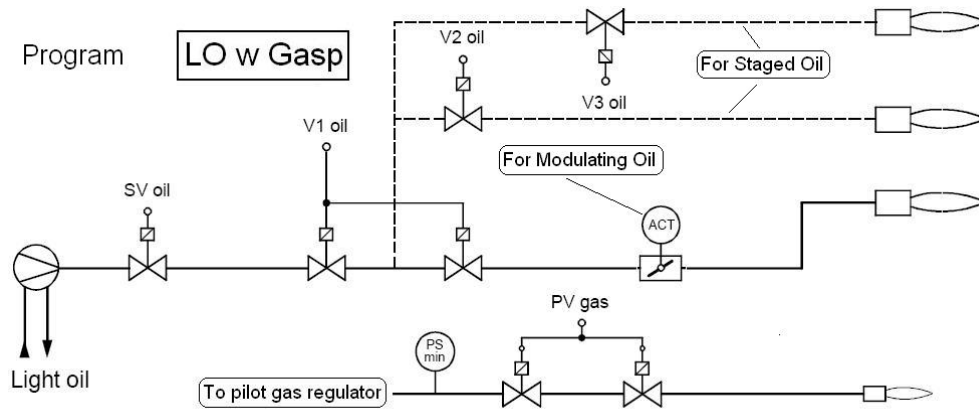 Program
LO w Gasp
V2 oil
V3 oil
For Staged Oil
V1 oil
For Modulating Oil
SV oil
ACT
Light oil
PV gas
PS
min
To pilot gas regulator